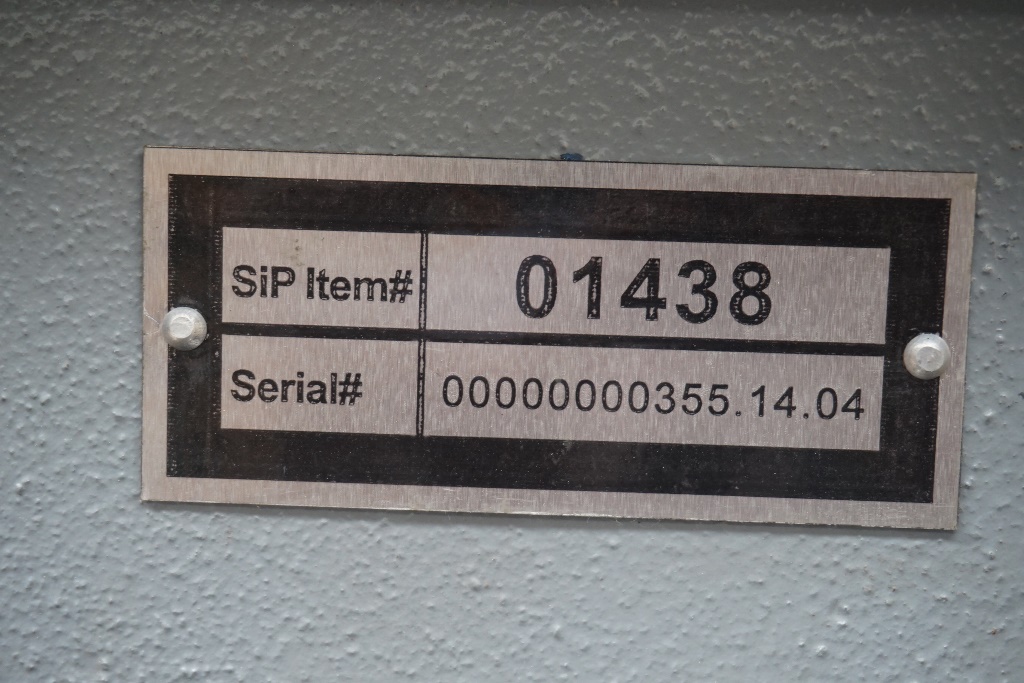 SiP Item# 01438
Serial# 00000000355.14.04